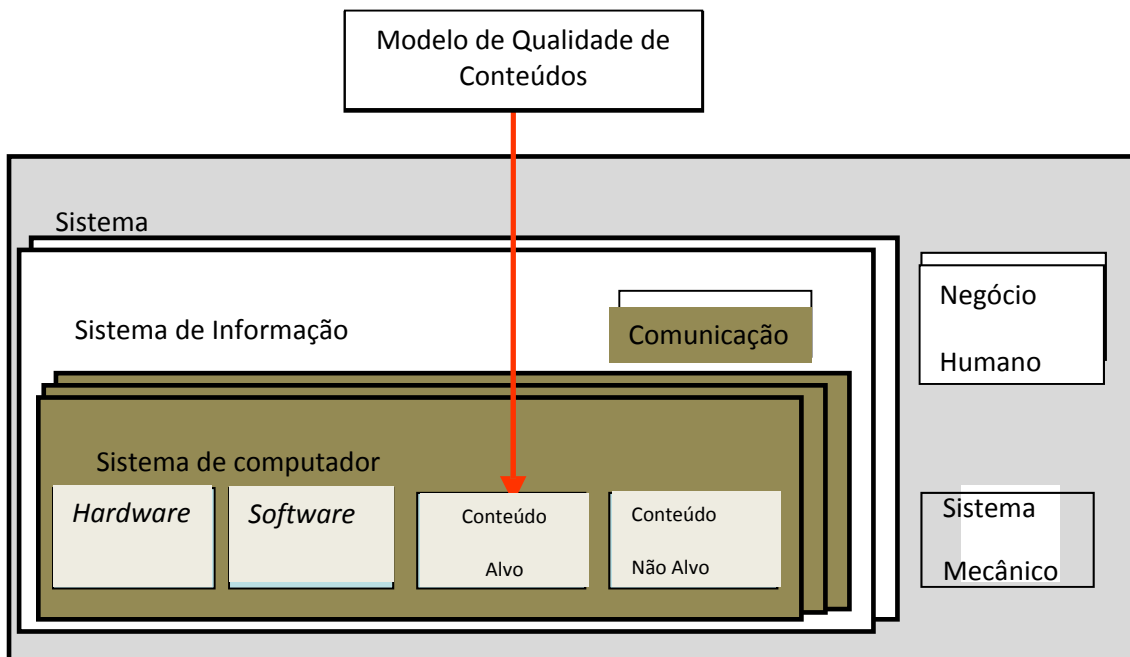 Modelo de Qualidade de
Conteúdos
Sistema
Sistema de Informação
Comunicação
Negócio
Humano
Sistema de computador
Hardware
Software
Conteúdo
Alvo
Conteúdo
Não Alvo
Sistema
Mecânico